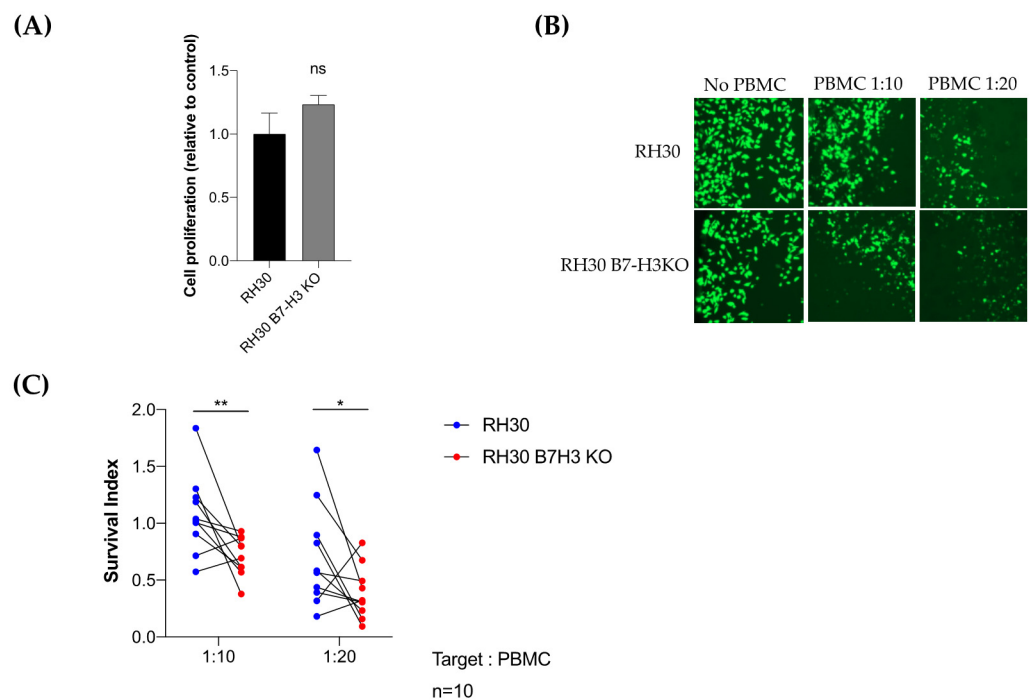 (A)
Cell proliferation (relative to control)
1.5
1.0
0.5
0.0
ns
RH30
RH30 B7-H3 KO
(B)
No PBMC PBMC 1:10 PBMC 1:20
RH30
RH30 B7-H3KO
(C)
Survival Index
2.0
1.5
1.0
0.5
0.0
** *
1:10 1:20
RH30
RH30 B7H3 KO
Target : PBMC
n=10